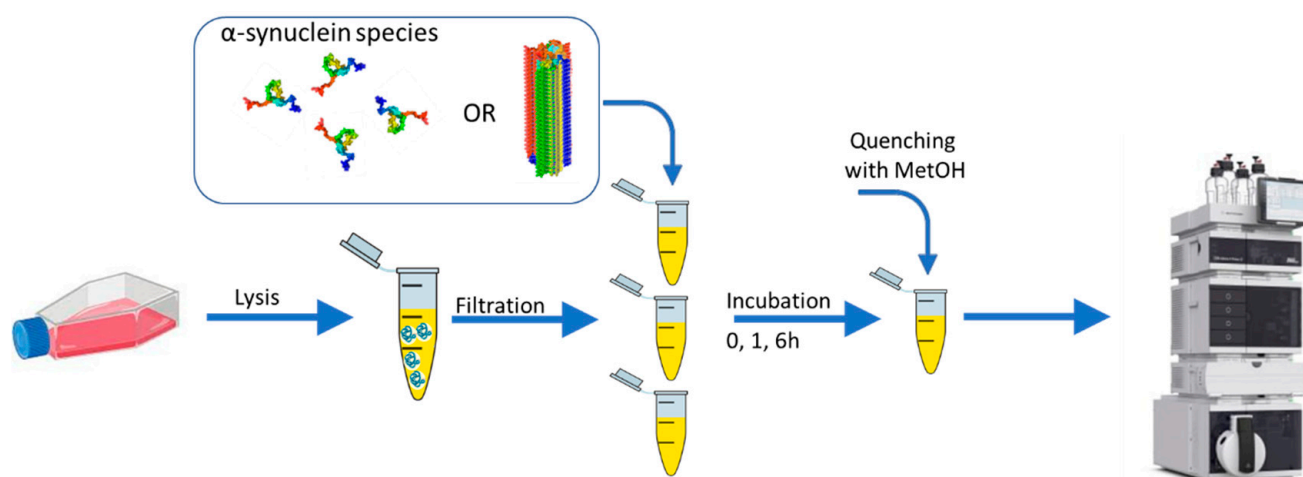 α-synuclein species
OR
Quenching
with MetOH
Lysis
Filtration
Incubation
0, 1, 6h